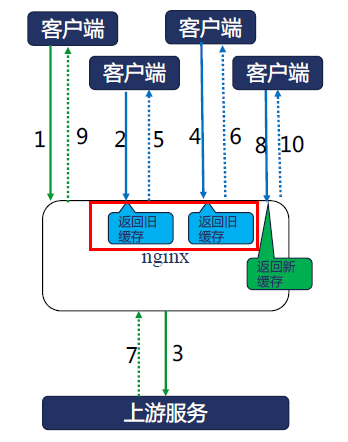 客户端
客户端
客户端
客户端
1
9
2
5
4
6
8
10
返回旧
缓存
返回旧
缓存
nginx
返回新
缓存
7
3
上游服务